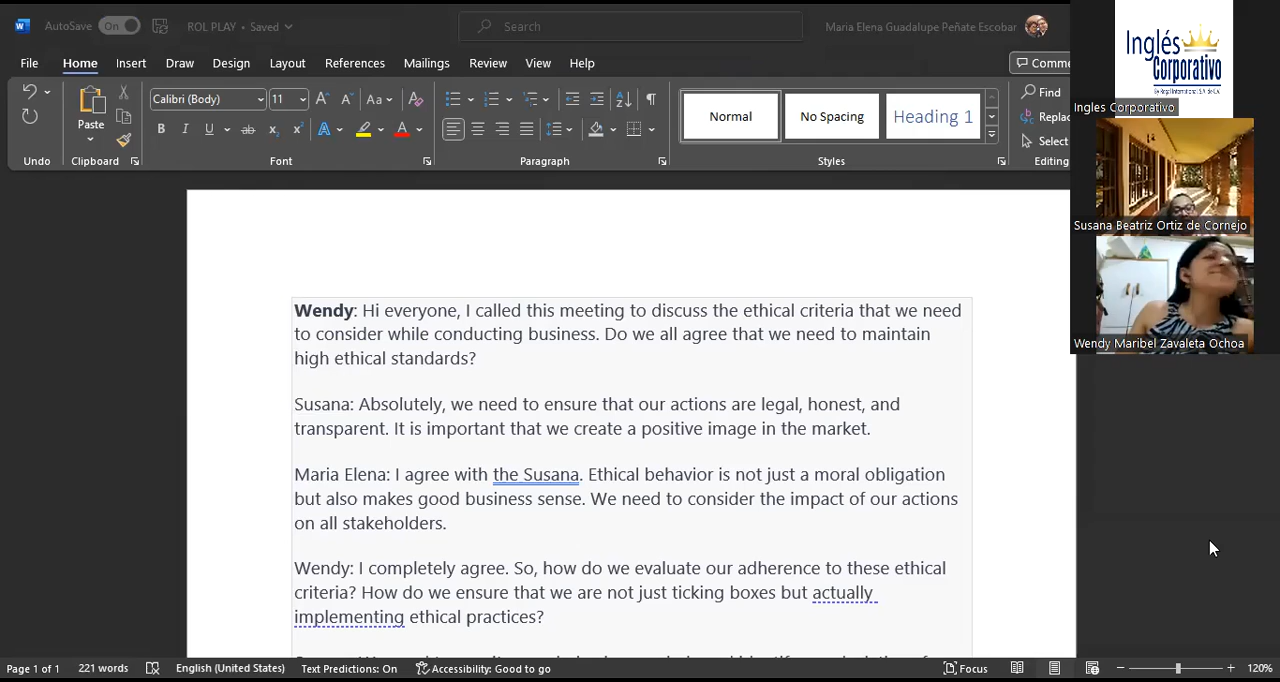 AutoSave On ROL PLAY • Saved Search Maria Elena Guadalupe Peñate Escobar
File Home Insert Draw Design Layout References Mailings Review View Help Comme
Paste Calibri (Body) 11 Aa Normal No Spacing Heading 1 Find
Replac
Select
Undo Clipboard Font Paragraph Styles Editing
Inglés
Corporativo
Ingles Corporativo
Susana Beatriz Ortiz de Cornejo
Wendy Maribel Zavaleta Ochoa
Wendy: Hi everyone, I called this meeting to discuss the ethical criteria that we need
to consider while conducting business. Do we all agree that we need to maintain
high ethical standards?
Susana: Absolutely, we need to ensure that our actions are legal, honest, and
transparent. It is important that we create a positive image in the market.
Maria Elena: I agree with the Susana. Ethical behavior is not just a moral obligation
but also makes good business sense. We need to consider the impact of our actions
on all stakeholders.
Wendy: I completely agree. So, how do we evaluate our adherence to these ethical
criteria? How do we ensure that we are not just ticking boxes but actually
implementing ethical practices?
Page 1 of 1 221 words English (United States) Text Predictions: On Accessibility: Good to go Focus 120%